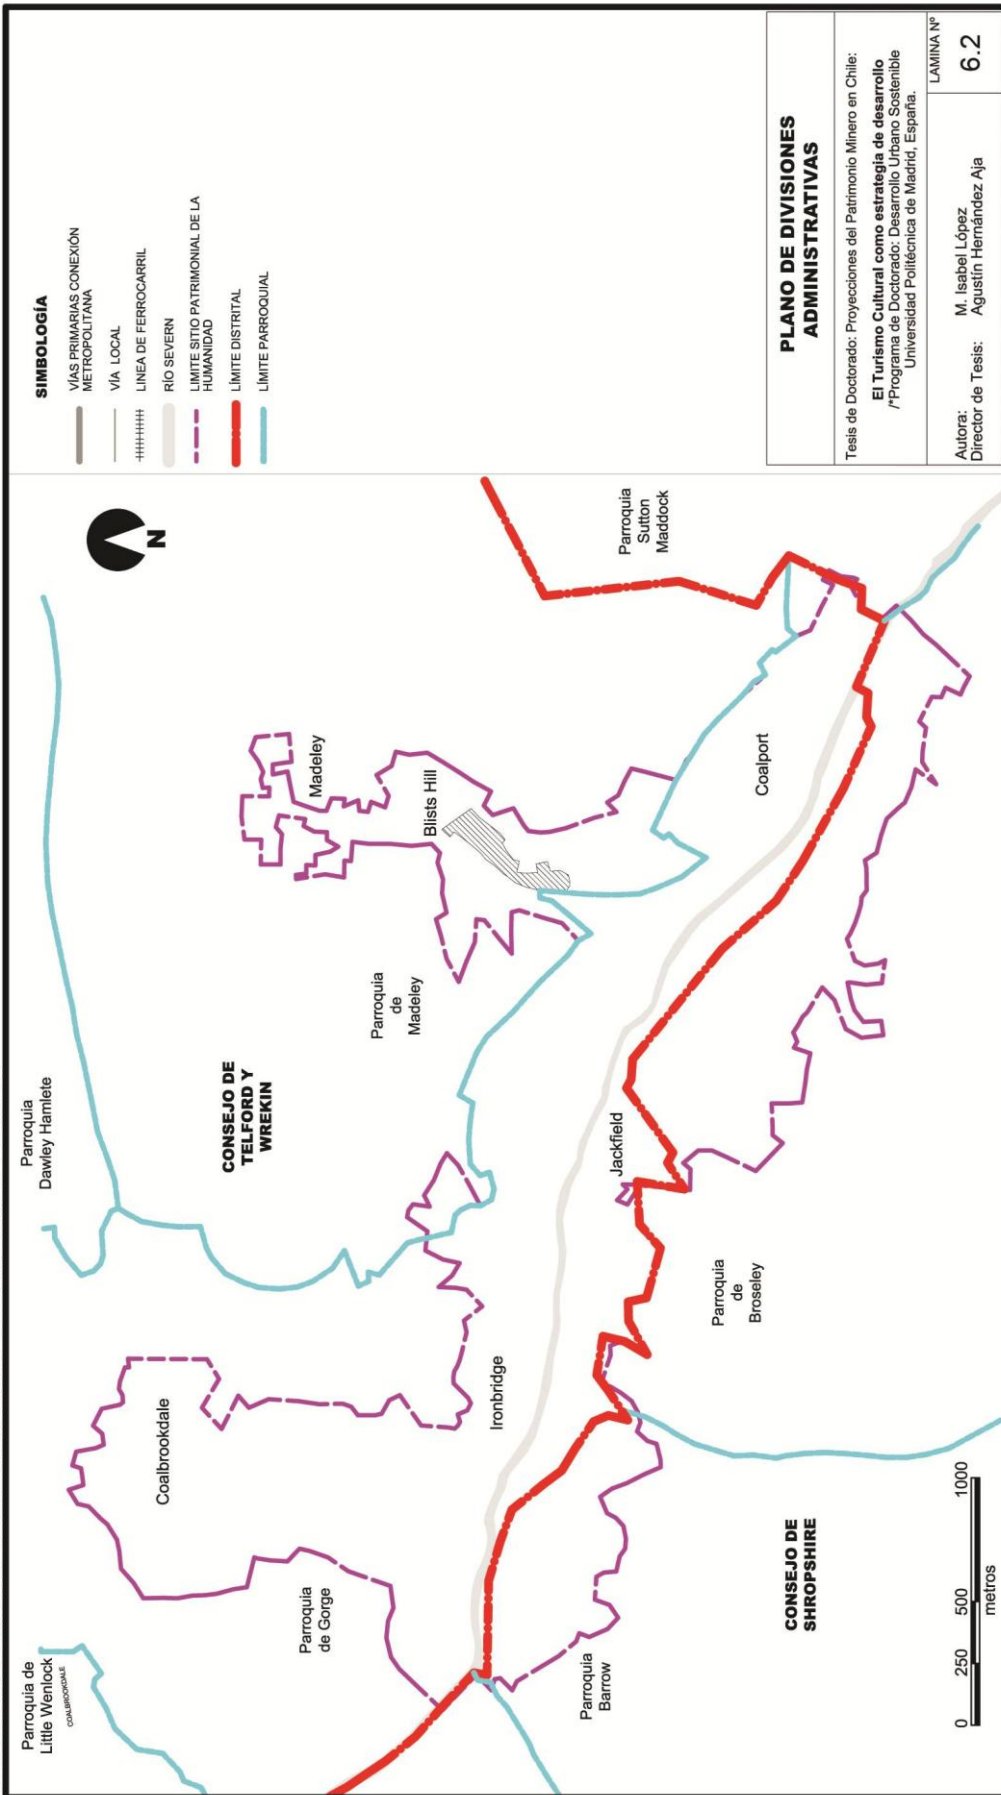 Parroquia de
Little Wenlock
COALBROOKDALE
Coalbrookdale
Parroquia
de Gorge
Ironbridge
Parroquia
Dawley Hamlete
CONSEJO DE
TELFORD Y
WREKIN
Parroquia
de
Madeley
Madeley
Blists Hill
Coalport
Parroquia
Sutton
Maddock
Jackfield
Parroquia
de
Broseley
Parroquia
Barrow
CONSEJO DE
SHROPSHIRE
0 250 500 1000
metros
N
SIMBOLOGÍA
VÍAS PRIMARIAS CONEXIÓN
METROPOLITANA
VÍA LOCAL
LINEA DE FERROCARRIL
RÍO SEVERN
LIMITE SITIO PATRIMONIAL DE LA
HUMANIDAD
LÍMITE DISTRITAL
LÍMITE PARROQUIAL
PLANO DE DIVISIONES
ADMINISTRATIVAS
Tesis de Doctorado: Proyecciones del Patrimonio Minero en Chile:
El Turismo Cultural como estrategia de desarrollo
/*Programa de Doctorado: Desarrollo Urbano Sostenible
Universidad Politécnica de Madrid, España.
Autora: M. Isabel López
Director de Tesis: Agustín Hernández Aja
LAMINA Nº
6.2